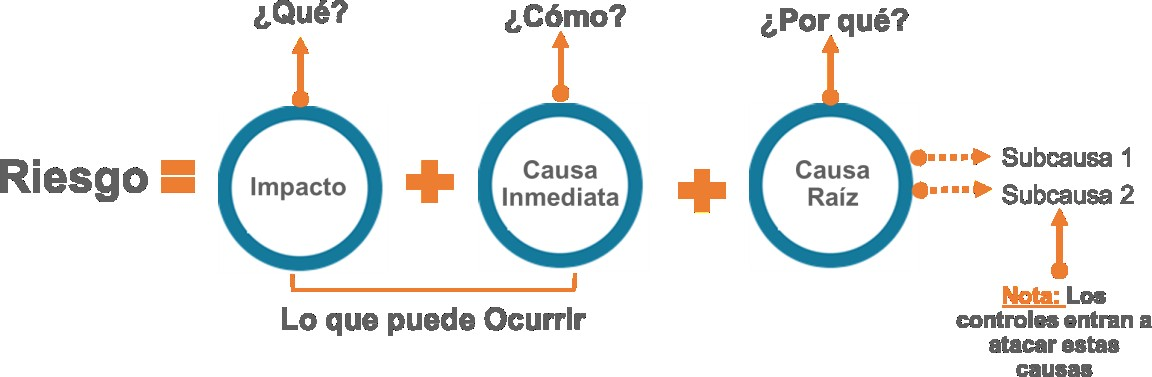 ¿Qué?
¿Cómo?
¿Por qué?
Riesgo =
Impacto
+
Causa
Inmediata
+
Causa
Raíz
Subcausa 1
Subcausa 2
Lo que puede Ocurrir
Nota: Los
controles entran a
atacar estas
causas